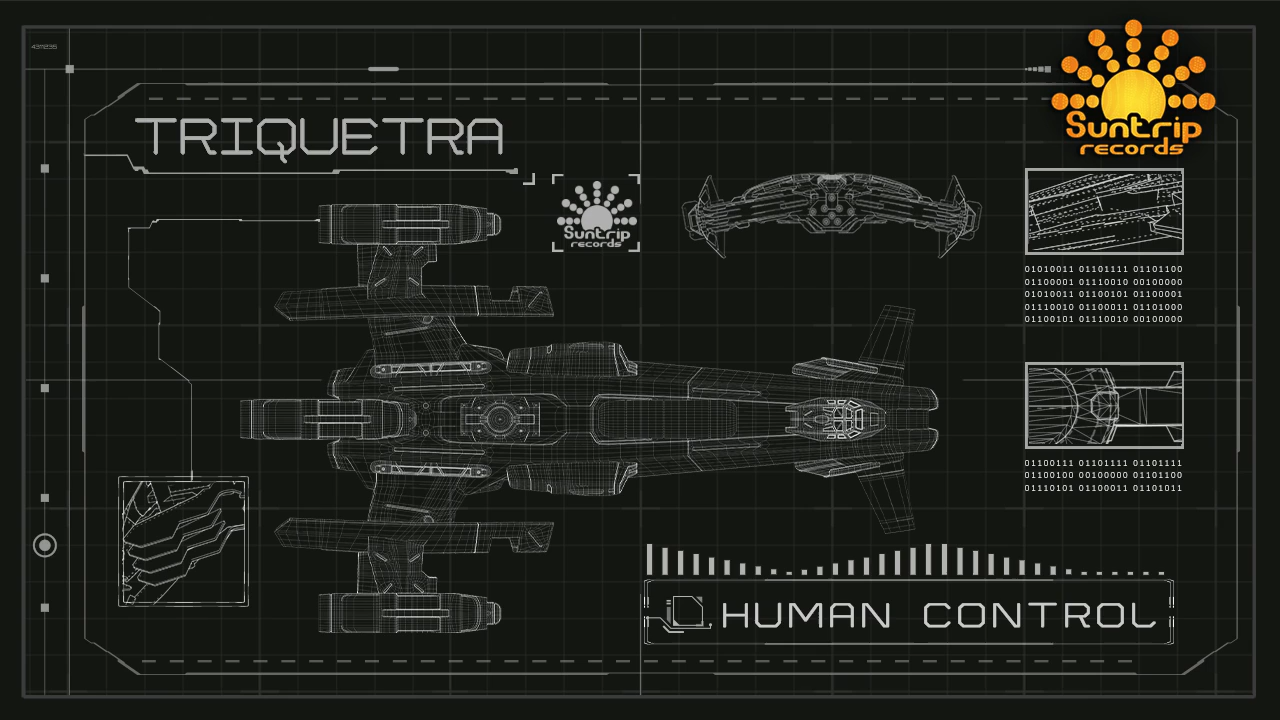 43M235
TRIQUETRA
Suntrip
records
Suntrip
records
01010011 01101111 01101100
01100001 01110010 00100000
01010011 01100101 01100001
01110010 01100011 01101000
01100101 01110010 00100000
01100111 01101111 01101111
01100100 00100000 01101100
01110101 01100011 01101011
HUMAN CONTROL